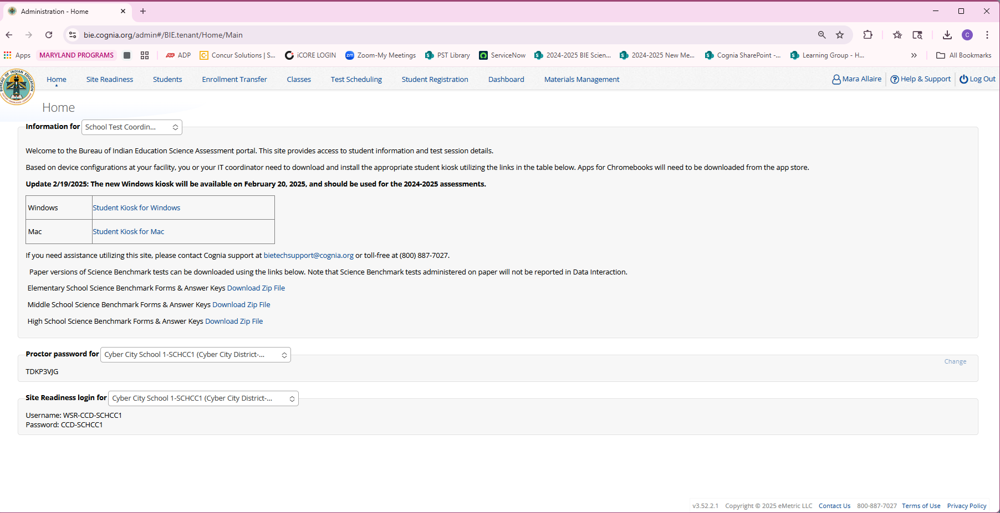 Administration - Home
bie.cognia.org/admin#/BIE.tenant/Home/Main
C
Apps MARYLAND PROGRAMS ADP Concur Solutions | S... iCORE LOGIN zm Zoom-My Meetings PST Library ServiceNow 2024-2025 BIE Scien... 2024-2025 New Me... Cognia SharePoint -... Learning Group - H... » All Bookmarks
Home Site Readiness Students Enrollment Transfer Classes Test Scheduling Student Registration Dashboard Materials Management Mara Allaire Help & Support Log Out
BUREAU OF INDIAN EDUCATION
Home
Information for School Test Coordin...
Welcome to the Bureau of Indian Education Science Assessment portal. This site provides access to student information and test session details.
Based on device configurations at your facility, you or your IT coordinator need to download and install the appropriate student kiosk utilizing the links in the table below. Apps for Chromebooks will need to be downloaded from the app store.
Update 2/19/2025: The new Windows kiosk will be available on February 20, 2025, and should be used for the 2024-2025 assessments.
Windows Student Kiosk for Windows
Mac Student Kiosk for Mac
If you need assistance utilizing this site, please contact Cognia support at bietechsupport@cognia.org or toll-free at (800) 887-7027.
Paper versions of Science Benchmark tests can be downloaded using the links below. Note that Science Benchmark tests administered on paper will not be reported in Data Interaction.
Elementary School Science Benchmark Forms & Answer Keys Download Zip File
Middle School Science Benchmark Forms & Answer Keys Download Zip File
High School Science Benchmark Forms & Answer Keys Download Zip File
Proctor password for Cyber City School 1-SCHCC1 (Cyber City District-...
Change
TDKP3VJG
Site Readiness login for Cyber City School 1-SCHCC1 (Cyber City District-...
Username: WSR-CCD-SCHCC1
Password: CCD-SCHCC1
v3.52.2.1 Copyright © 2025 eMetric LLC Contact Us 800-887-7027 Terms of Use Privacy Policy